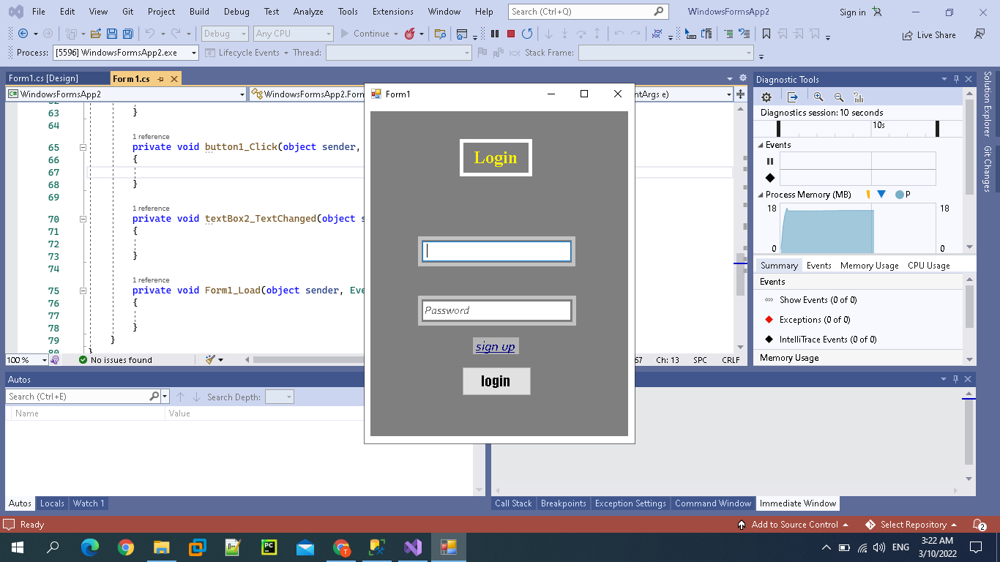 File Edit View Git Project Build Debug Test Analyze Tools Extensions Window Help Search (Ctrl+Q) WindowsFormsApp2 Sign in
Debug Any CPU Continue Live Share
Process: [5596] WindowsFormsApp2.exe Lifecycle Events Thread: Stack Frame:
Form1.cs [Design] Form1.cs
WindowsFormsApp2 WindowsFormsApp2.Form ntArgs e)
63 }
64
1 reference
65 private void button1_Click(object sender,
66 {
67
68 }
69
1 reference
70 private void textBox2_TextChanged(object s
71 {
72
73 }
74
1 reference
75 private void Form1_Load(object sender, Eve
76 {
77
78 }
79 }
80 }
100 % No issues found 67 Ch: 13 SPC CRLF
Form1
Login
Password
sign up
login
Diagnostic Tools
Diagnostics session: 10 seconds
10s
Events
Process Memory (MB) P
18 18
0 0
Summary Events Memory Usage CPU Usage
Events
Show Events (0 of 0)
Exceptions (0 of 0)
IntelliTrace Events (0 of 0)
Memory Usage
Solution Explorer
Git Changes
Autos
Search (Ctrl+E) Search Depth:
Name Value
Autos Locals Watch 1
Call Stack Breakpoints Exception Settings Command Window Immediate Window
Ready Add to Source Control Select Repository 2
ENG
3:22 AM
3/10/2022